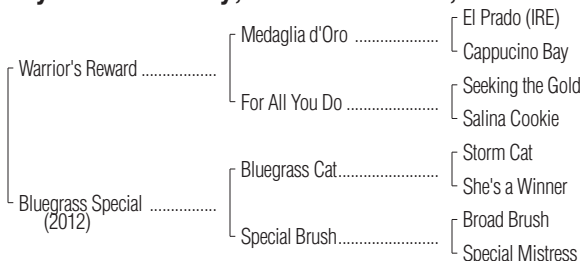 El Prado (IRE)
Medaglia d'Oro ....................
Cappucino Bay
Warrior's Reward .................
Seeking the Gold
For All You Do ......................
Salina Cookie
Storm Cat
Bluegrass Cat........................
She's a Winner
Bluegrass Special ...............
(2012)
Broad Brush
Special Brush........................
Special Mistress